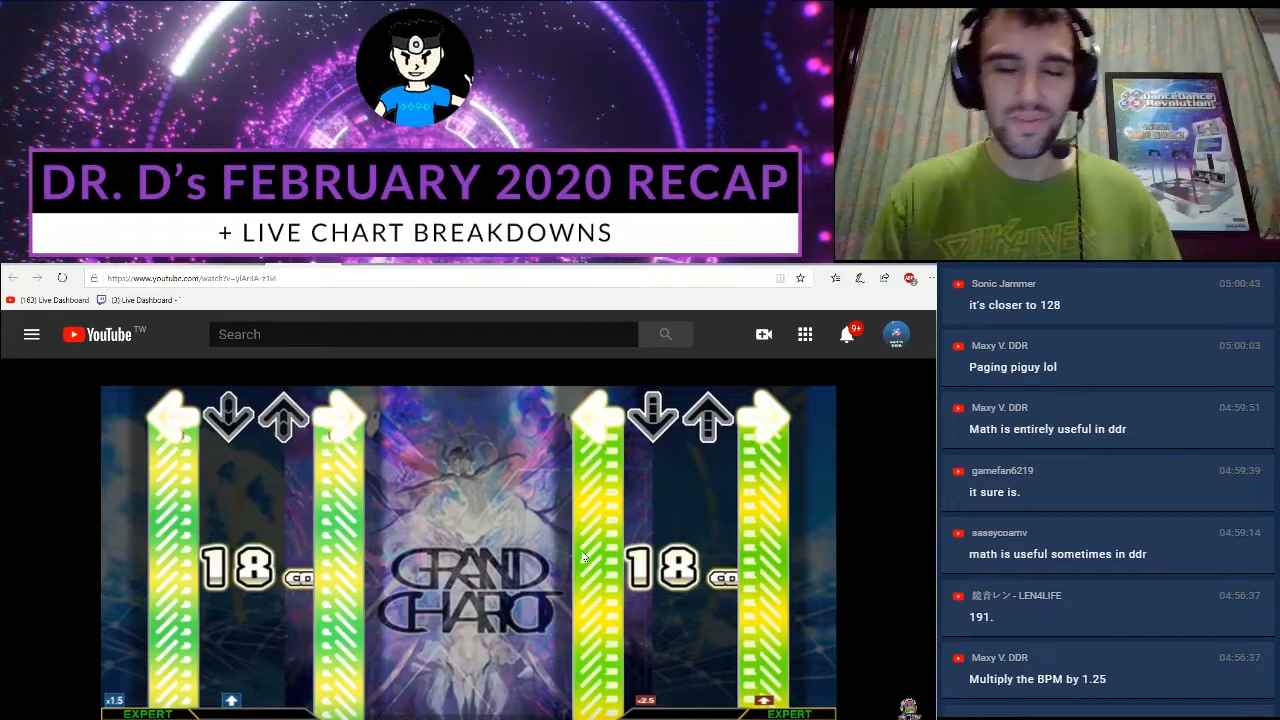 DR. D's FEBRUARY 2020 RECAP
+ LIVE CHART BREAKDOWNS
DanceDance
Revolution
(163) Live Dashboard
(3) Live Dashboard -
YouTube TW
Search
9+
GRAND
CHARIOT
18
CO
18
CO
x1.5
x2.5
EXPERT
EXPERT
Sonic Jammer 05:00:43
it's closer to 128
Maxy V. DDR 05:00:03
Paging piguy lol
Maxy V. DDR 04:59:51
Math is entirely useful in ddr
gamefan6219 04:59:39
it sure is.
sassycoamv 04:59:14
math is useful sometimes in ddr
鏡音レン - LEN4LIFE 04:56:37
191.
Maxy V. DDR 04:56:37
Multiply the BPM by 1.25